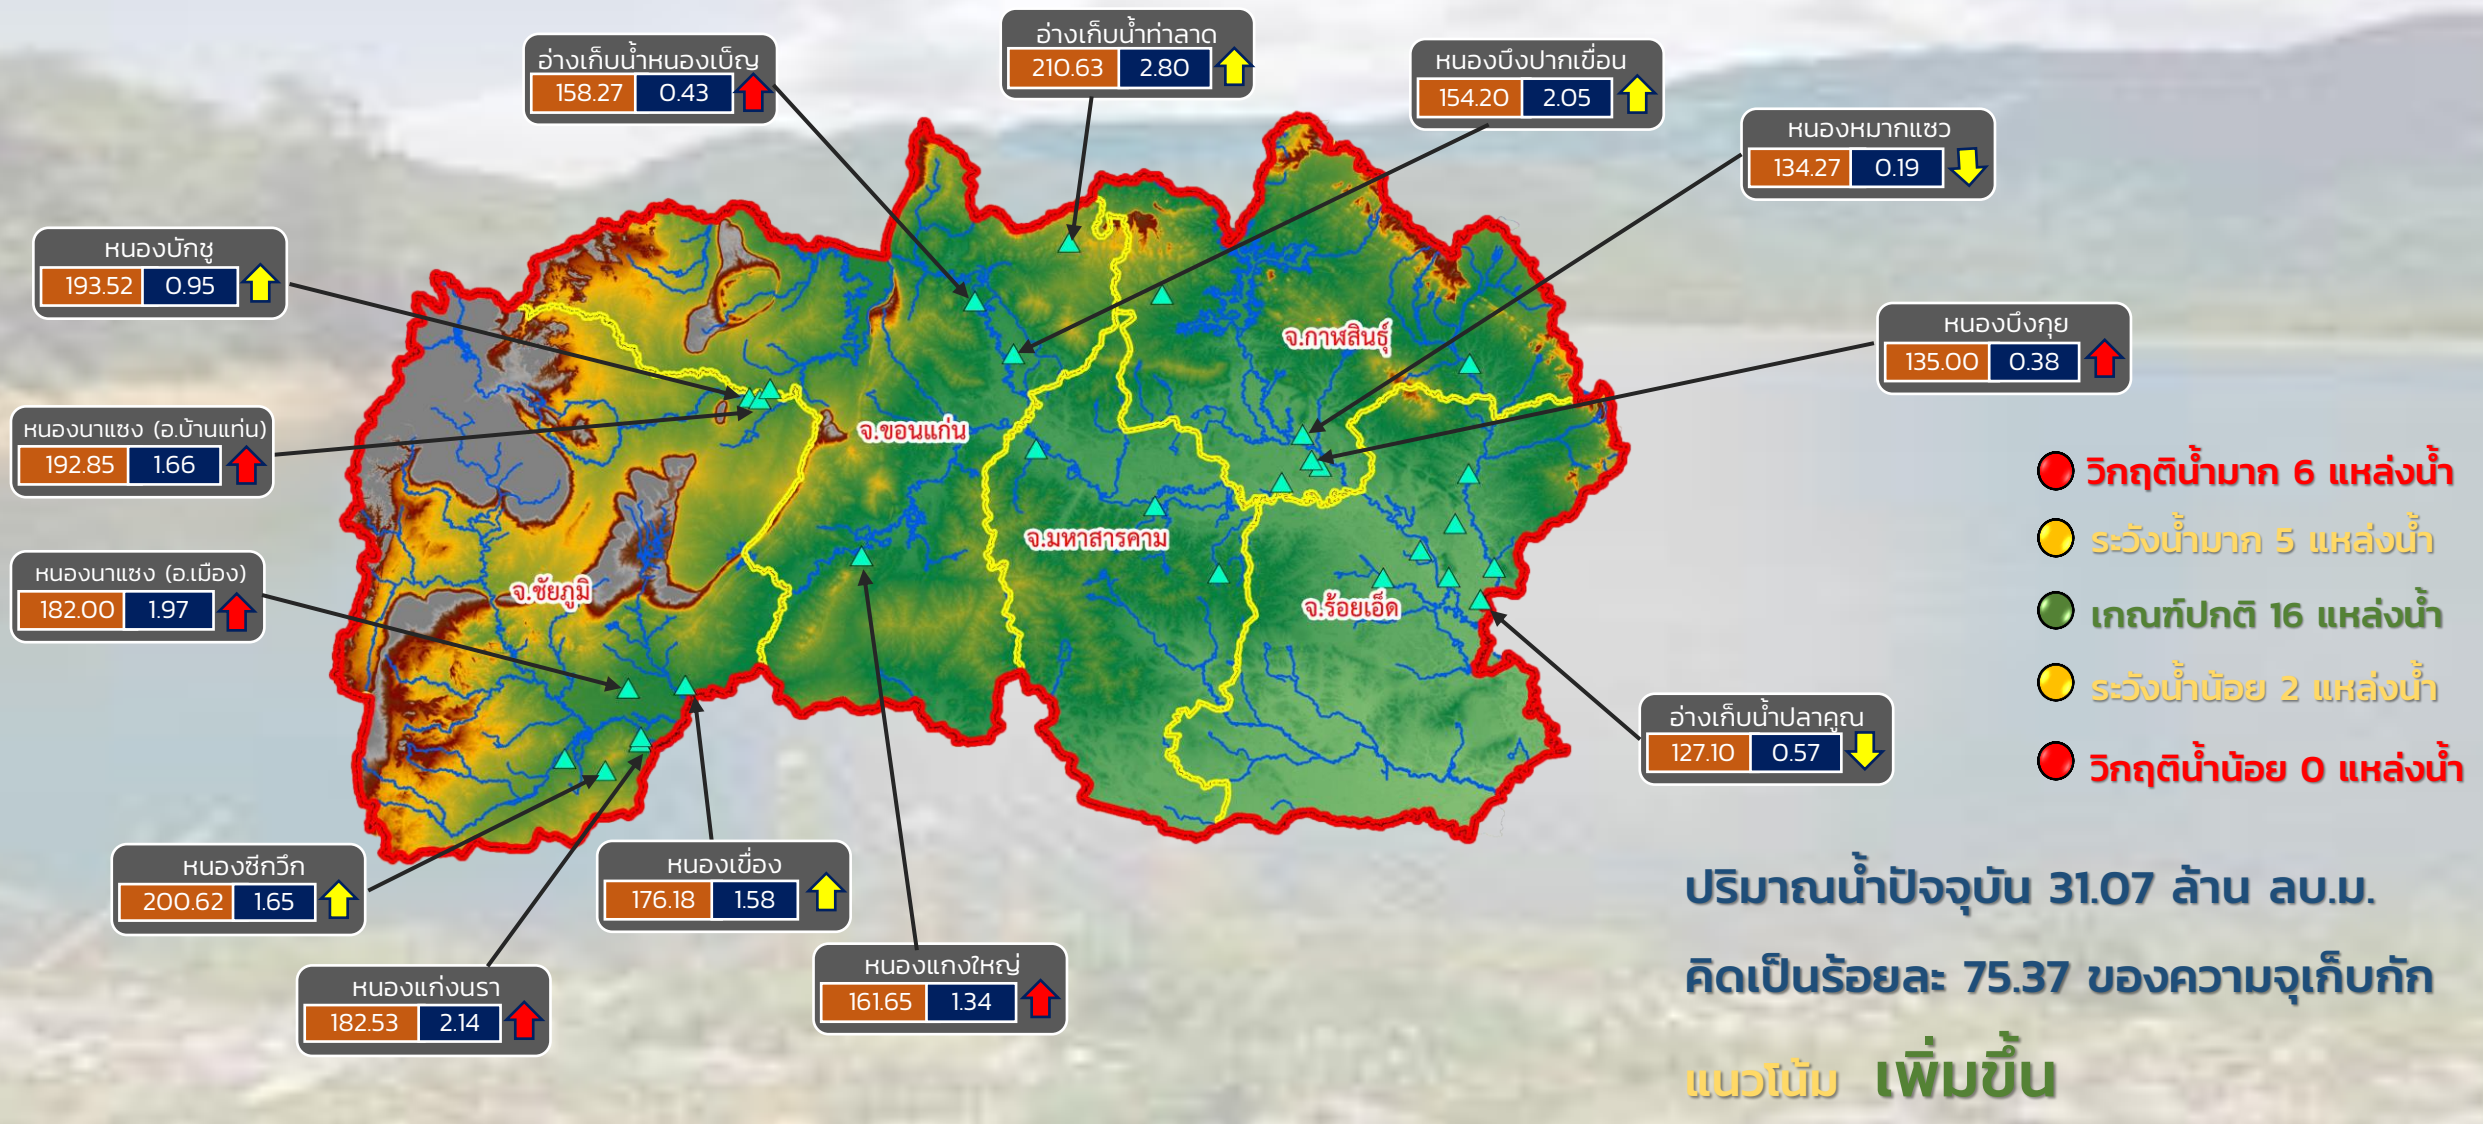 อ่างเก็บน้ำท่าลาด
210.63 2.80
อ่างเก็บน้ำหนองเบ็ญ
158.27 0.43
หนองบึงปากเขื่อน
154.20 2.05
หนองหมากแซว
134.27 0.19
หนองบักซู
193.52 0.95
หนองบึงกุย
135.00 0.38
หนองนาแซง (อ.บ้านแท่น)
192.85 1.66
หนองนาแซง (อ.เมือง)
182.00 1.97
จ.กาฬสินธุ์
จ.ขอนแก่น
จ.มหาสารคาม
จ.ชัยภูมิ
จ.ร้อยเอ็ด
วิกฤติน้ำมาก 6 แหล่งน้ำ
ระวังน้ำมาก 5 แหล่งน้ำ
เกณฑ์ปกติ 16 แหล่งน้ำ
ระวังน้ำน้อย 2 แหล่งน้ำ
วิกฤติน้ำน้อย 0 แหล่งน้ำ
อ่างเก็บน้ำปลาคูณ
127.10 0.57
หนองซีกวึก
200.62 1.65
หนองเขื่อง
176.18 1.58
หนองแก่งนรา
182.53 2.14
หนองแกงใหญ่
161.65 1.34
ปริมาณน้ำปัจจุบัน 31.07 ล้าน ลบ.ม.
คิดเป็นร้อยละ 75.37 ของความจุเก็บกัก
แนวโน้ม เพิ่มขึ้น